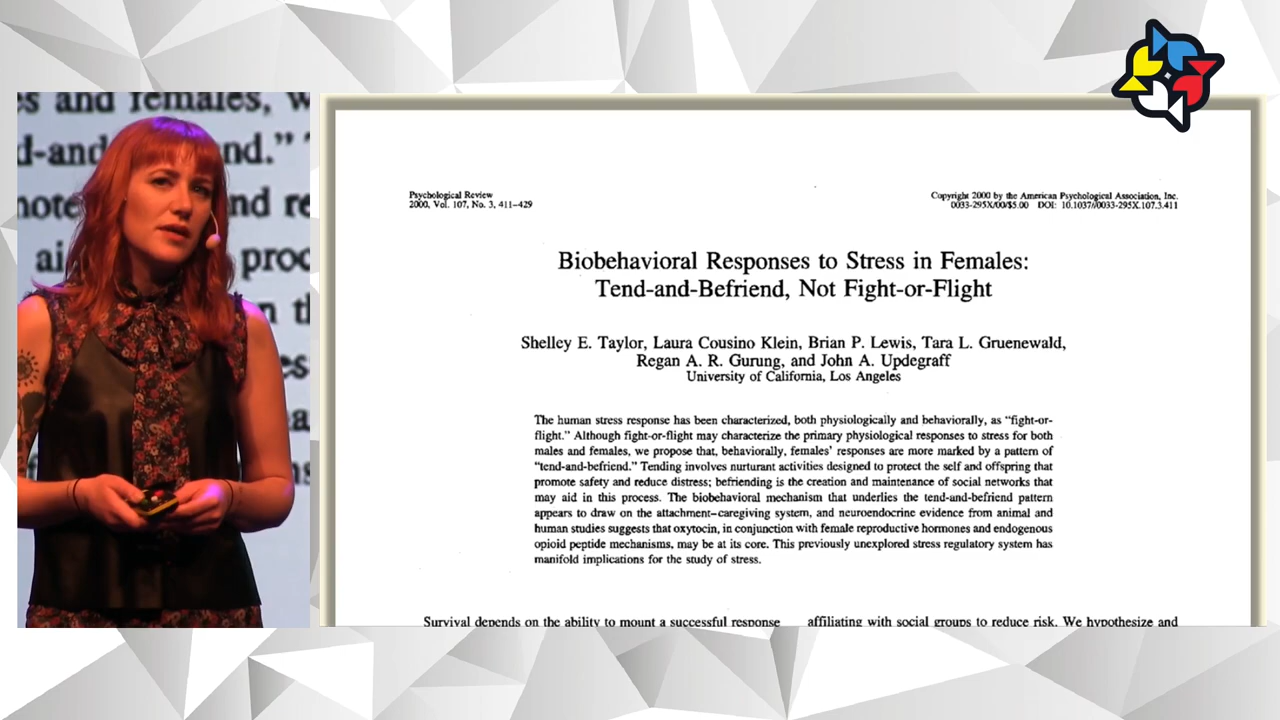 es and females, w
d-and nd."
note nd re
ai proc
n th
es
ha
Psychological Review
2000, Vol. 107, No. 3, 411–429
Copyright 2000 by the American Psychological Association, Inc.
0033-295X/00/$5.00 DOI: 10.1037//0033-295X.107.3.411
Biobehavioral Responses to Stress in Females:
Tend-and-Befriend, Not Fight-or-Flight
Shelley E. Taylor, Laura Cousino Klein, Brian P. Lewis, Tara L. Gruenewald,
Regan A. R. Gurung, and John A. Updegraff
University of California, Los Angeles
The human stress response has been characterized, both physiologically and behaviorally, as “fight-or-
flight.” Although fight-or-flight may characterize the primary physiological responses to stress for both
males and females, we propose that, behaviorally, females’ responses are more marked by a pattern of
“tend-and-befriend.” Tending involves nurturant activities designed to protect the self and offspring that
promote safety and reduce distress; befriending is the creation and maintenance of social networks that
may aid in this process. The biobehavioral mechanism that underlies the tend-and-befriend pattern
appears to draw on the attachment–caregiving system, and neuroendocrine evidence from animal and
human studies suggests that oxytocin, in conjunction with female reproductive hormones and endogenous
opioid peptide mechanisms, may be at its core. This previously unexplored stress regulatory system has
manifold implications for the study of stress.
Survival depends on the ability to mount a successful response
affiliating with social groups to reduce risk. We hypothesize and